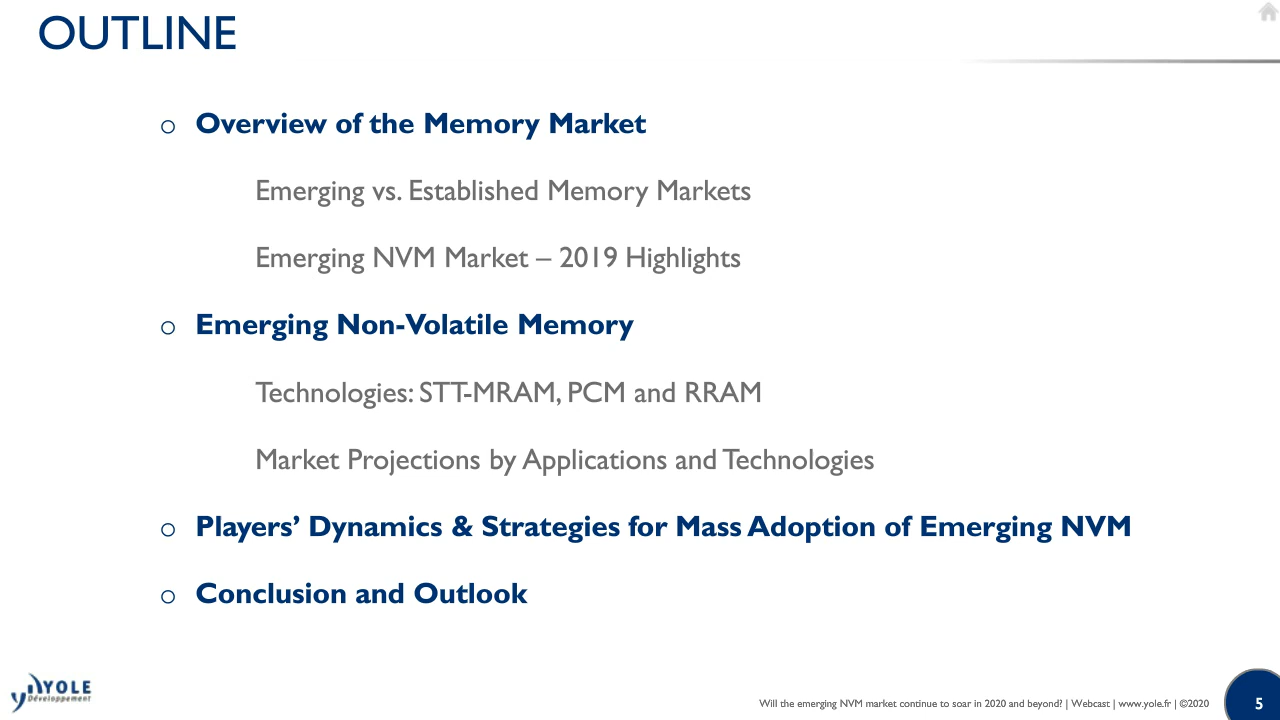 OUTLINE
o Overview of the Memory Market
Emerging vs. Established Memory Markets
Emerging NVM Market – 2019 Highlights
o Emerging Non-Volatile Memory
Technologies: STT-MRAM, PCM and RRAM
Market Projections by Applications and Technologies
o Players’ Dynamics & Strategies for Mass Adoption of Emerging NVM
o Conclusion and Outlook
YOLE
Développement
Will the emerging NVM market continue to soar in 2020 and beyond? | Webcast | www.yole.fr | ©2020
5